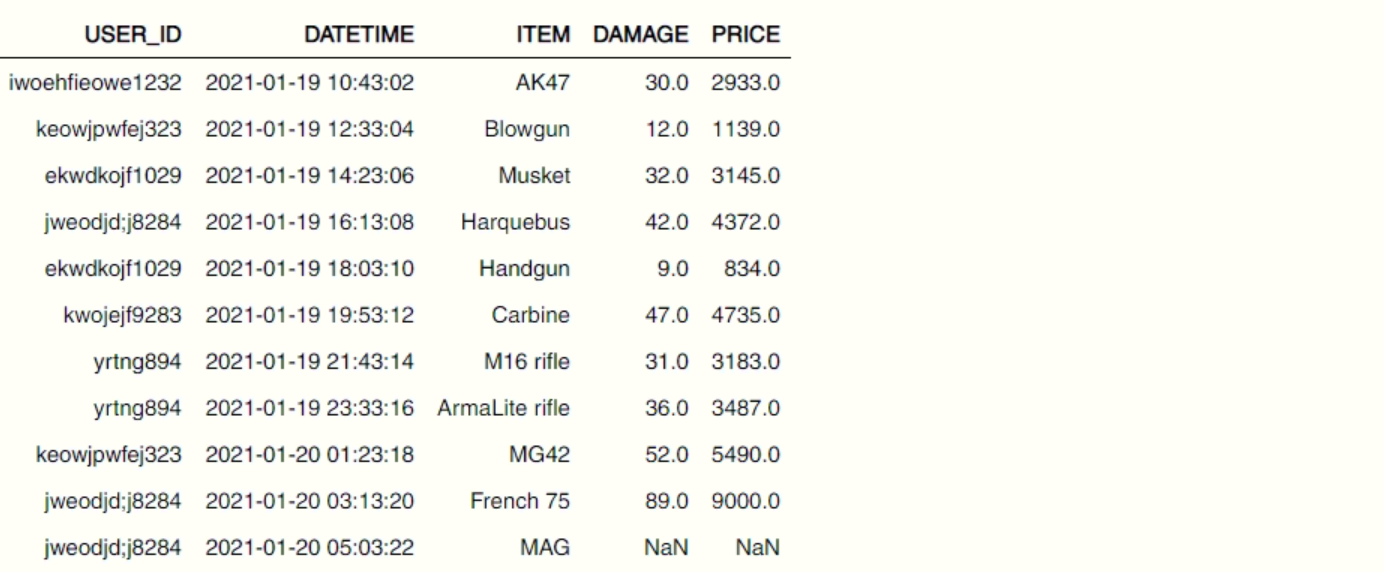 USER_ID DATETIME ITEM DAMAGE PRICE
iwoehfieowe1232 2021-01-19 10:43:02 AK47 30.0 2933.0
keowjpwfej323 2021-01-19 12:33:04 Blowgun 12.0 1139.0
ekwdkojf1029 2021-01-19 14:23:06 Musket 32.0 3145.0
jweodjd;j8284 2021-01-19 16:13:08 Harquebus 42.0 4372.0
ekwdkojf1029 2021-01-19 18:03:10 Handgun 9.0 834.0
kwojejf9283 2021-01-19 19:53:12 Carbine 47.0 4735.0
yrtng894 2021-01-19 21:43:14 M16 rifle 31.0 3183.0
yrtng894 2021-01-19 23:33:16 ArmaLite rifle 36.0 3487.0
keowjpwfej323 2021-01-20 01:23:18 MG42 52.0 5490.0
jweodjd;j8284 2021-01-20 03:13:20 French 75 89.0 9000.0
jweodjd;j8284 2021-01-20 05:03:22 MAG NaN NaN